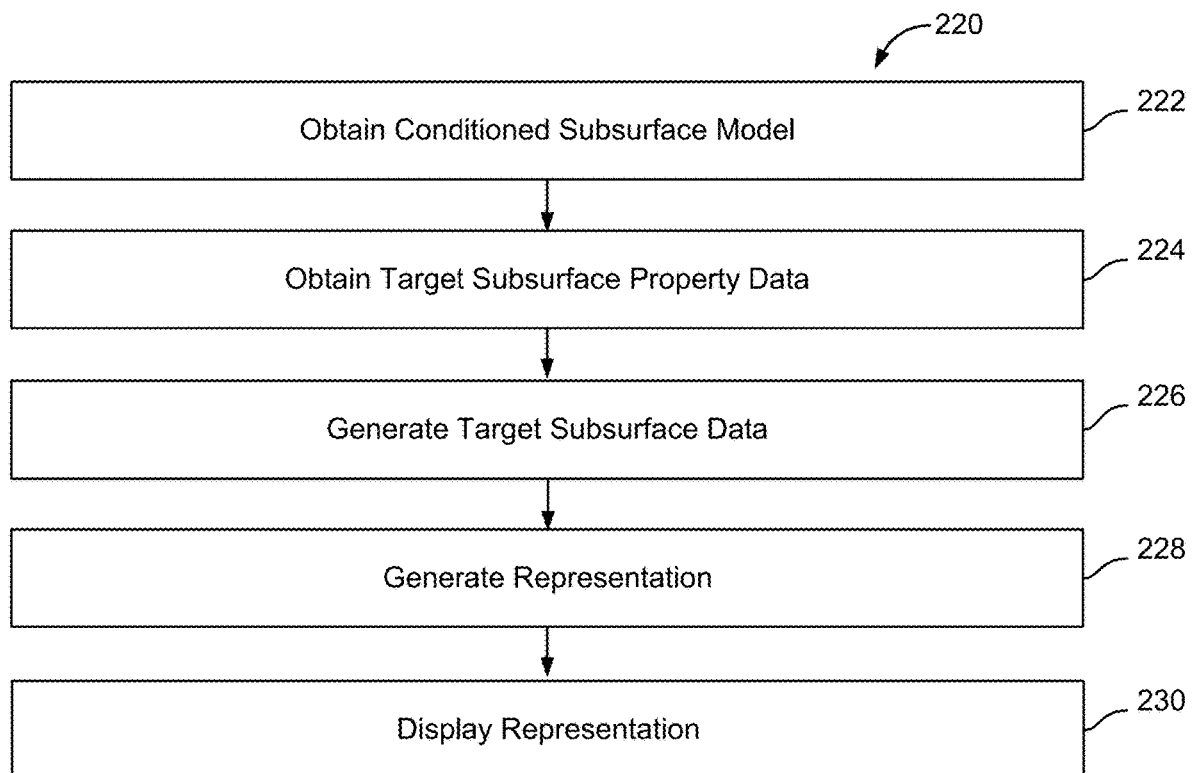 220
Obtain Conditioned Subsurface Model
222
Obtain Target Subsurface Property Data
224
Generate Target Subsurface Data
226
Generate Representation
228
Display Representation
230